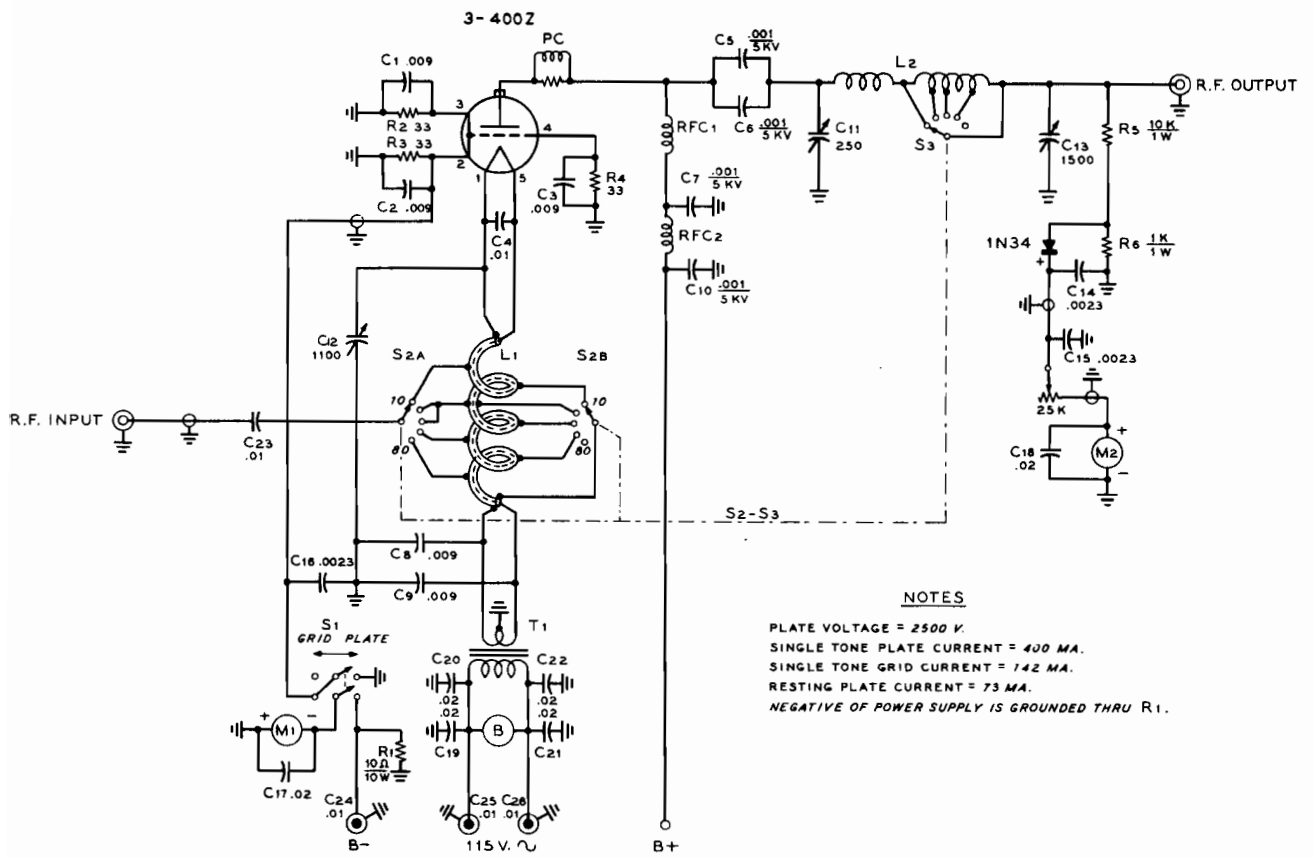 3-400Z
PC
C1 .009
R2 33
R3 33
C2 .009
3
4
2
1
5
C3 .009
R4 33
C4 .01
C5 .001 5KV
C6 .001 5KV
RFC1
C7 .001 5 KV
RFC2
C10 .001 5 KV
C11 250
L2
S3
C13 1500
R5 10K 1W
R.F. OUTPUT
1N34
+
R6 1K 1W
C14 .0023
C15 .0023
25K
C18 .02
+
M2
–
C12 1100
S2A
L1
S2B
10
10
80
80
R.F. INPUT
C23 .01
S2-S3
C8 .009
C16 .0023
C9 .009
S1
GRID PLATE
T1
C20 .02
C22 .02
.02 C19
.02 C21
B
+
M1
–
R1 10Ω 10W
C17 .02
C24 .01
C25 .01
C26 .01
B-
115 V. ∿
B+
NOTES
PLATE VOLTAGE = 2500 V.
SINGLE TONE PLATE CURRENT = 400 MA.
SINGLE TONE GRID CURRENT = 142 MA.
RESTING PLATE CURRENT = 73 MA.
NEGATIVE OF POWER SUPPLY IS GROUNDED THRU R1.